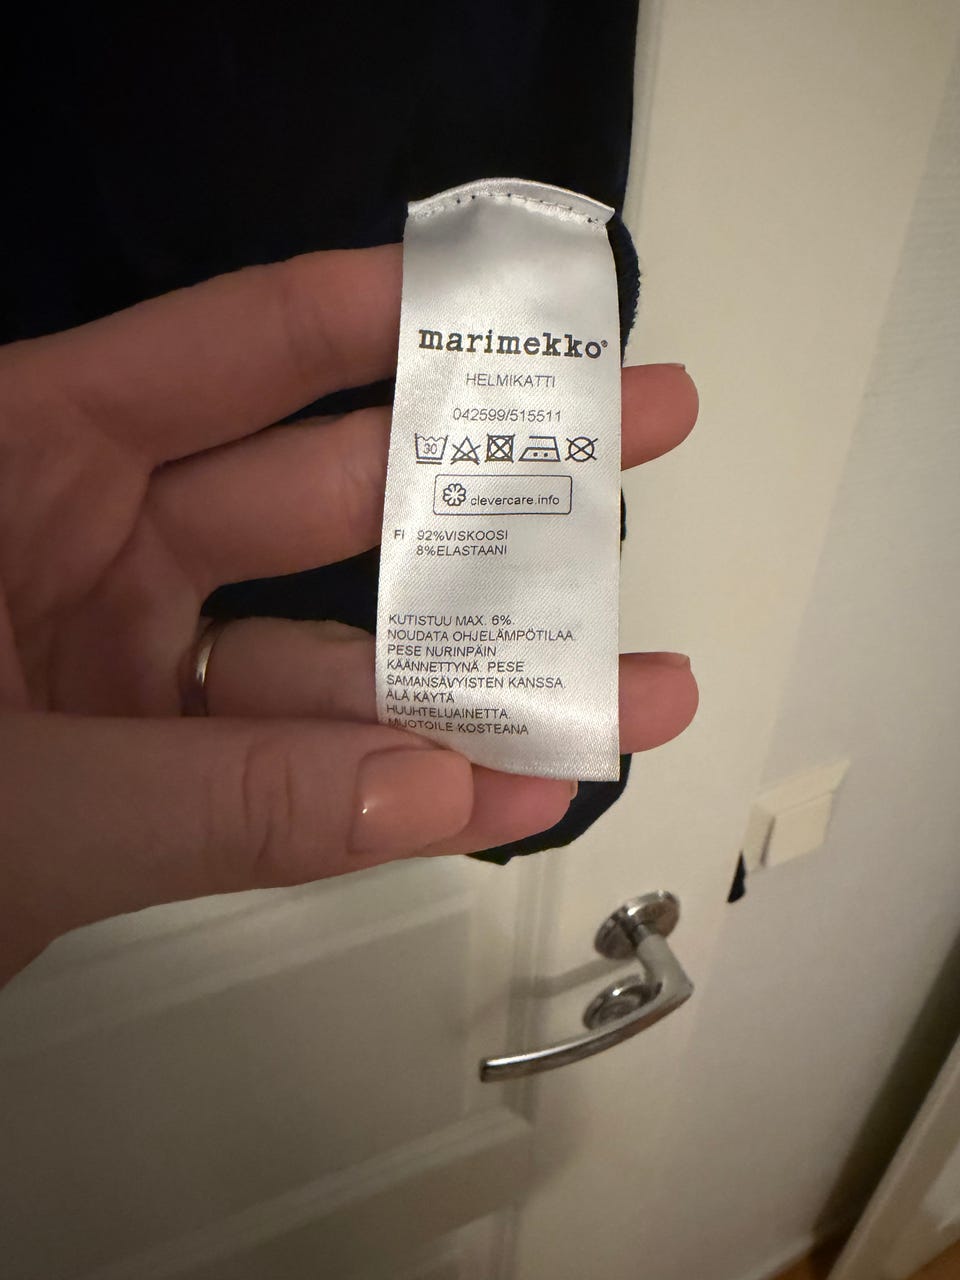 marimekko®
HELMIKATTI
042599/515511
30
clevercare.info
FI 92%VISKOOSI
8%ELASTAANI
KUTISTUU MAX. 6%.
NOUDATA OHJELÄMPÖTILAA.
PESE NURINPÄIN
KÄÄNNETTYNÄ. PESE
SAMANSÄVYISTEN KANSSA.
ÄLÄ KÄYTÄ
HUUHTELUAINETTA.
MUOTOILE KOSTEANA